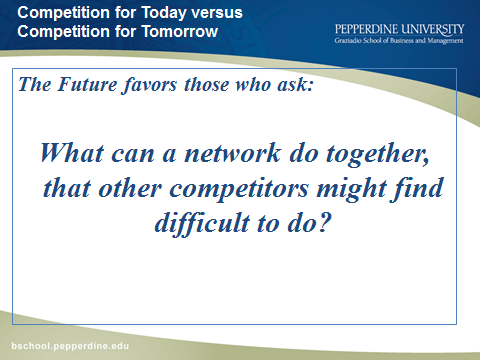 Competition for Today versus
Competition for Tomorrow
PEPPERDINE UNIVERSITY
Graziadio School of Business and Management
The Future favors those who ask:
What can a network do together,
that other competitors might find
difficult to do?
bschool.pepperdine.edu